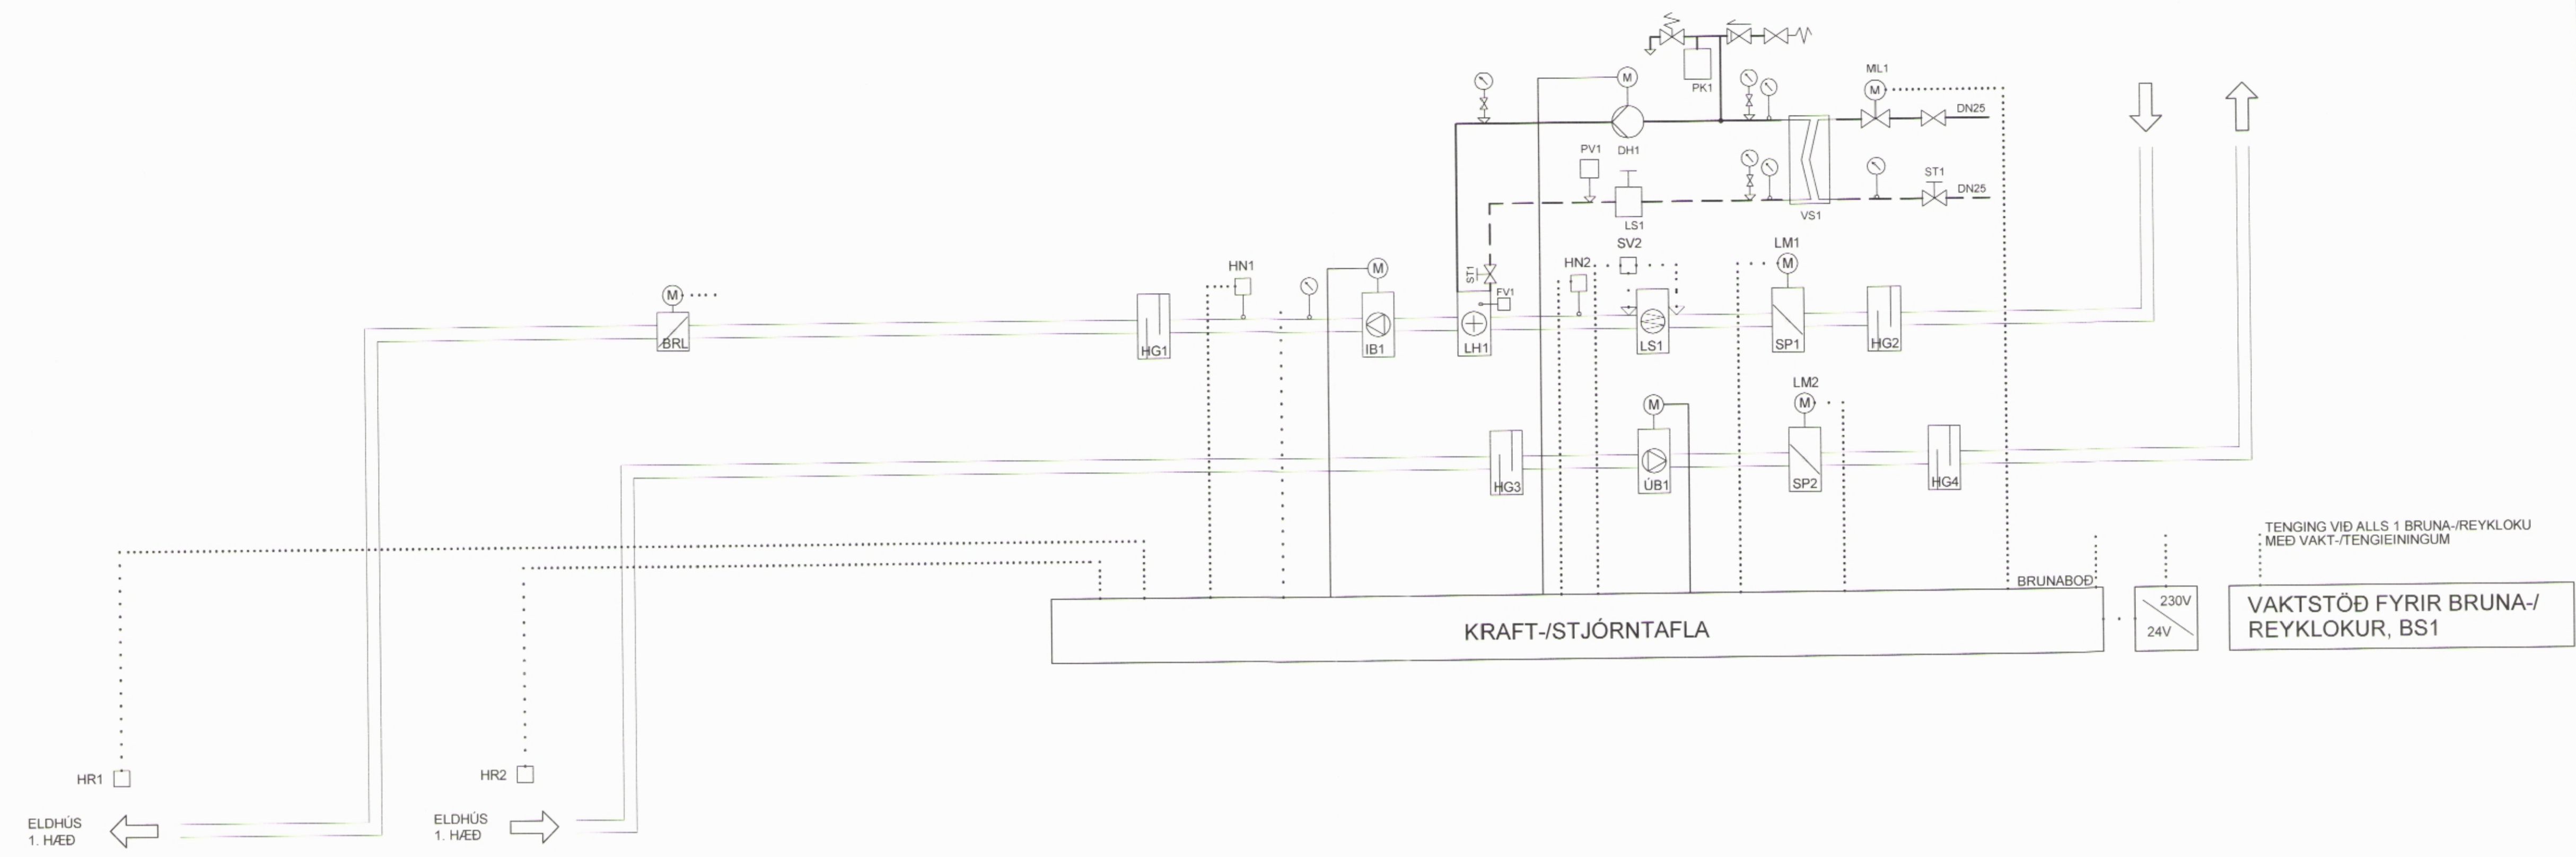 ML1
M
M
PK1
DN25
PV1
DH1
ST1
DN25
LS1
VS1
SV2
HN1
M
HN2
LM1
M
ST1
FV1
M
BRL
HG1
IB1
LH1
LS1
SP1
HG2
LM2
M
M
HG3
ÚB1
SP2
HG4
TENGING VIÐ ALLS 1 BRUNA-/REYKLOKU
MEÐ VAKT-/TENGIEININGUM
BRUNABOÐ
KRAFT-/STJÓRNTAFLA
230V
24V
VAKTSTÖÐ FYRIR BRUNA-/
REYKLOKUR, BS1
HR1
HR2
ELDHÚS
1. HÆÐ
ELDHÚS
1. HÆÐ